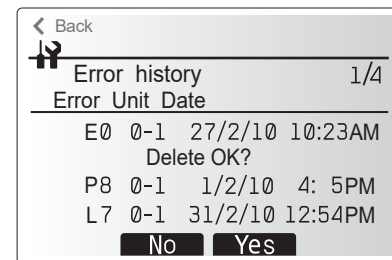 Back
Error history 1/4
Error Unit Date
E0 0-1 27/2/10 10:23AM
Delete OK?
P8 0-1 1/2/10 4: 5PM
L7 0-1 31/2/10 12:54PM
No Yes